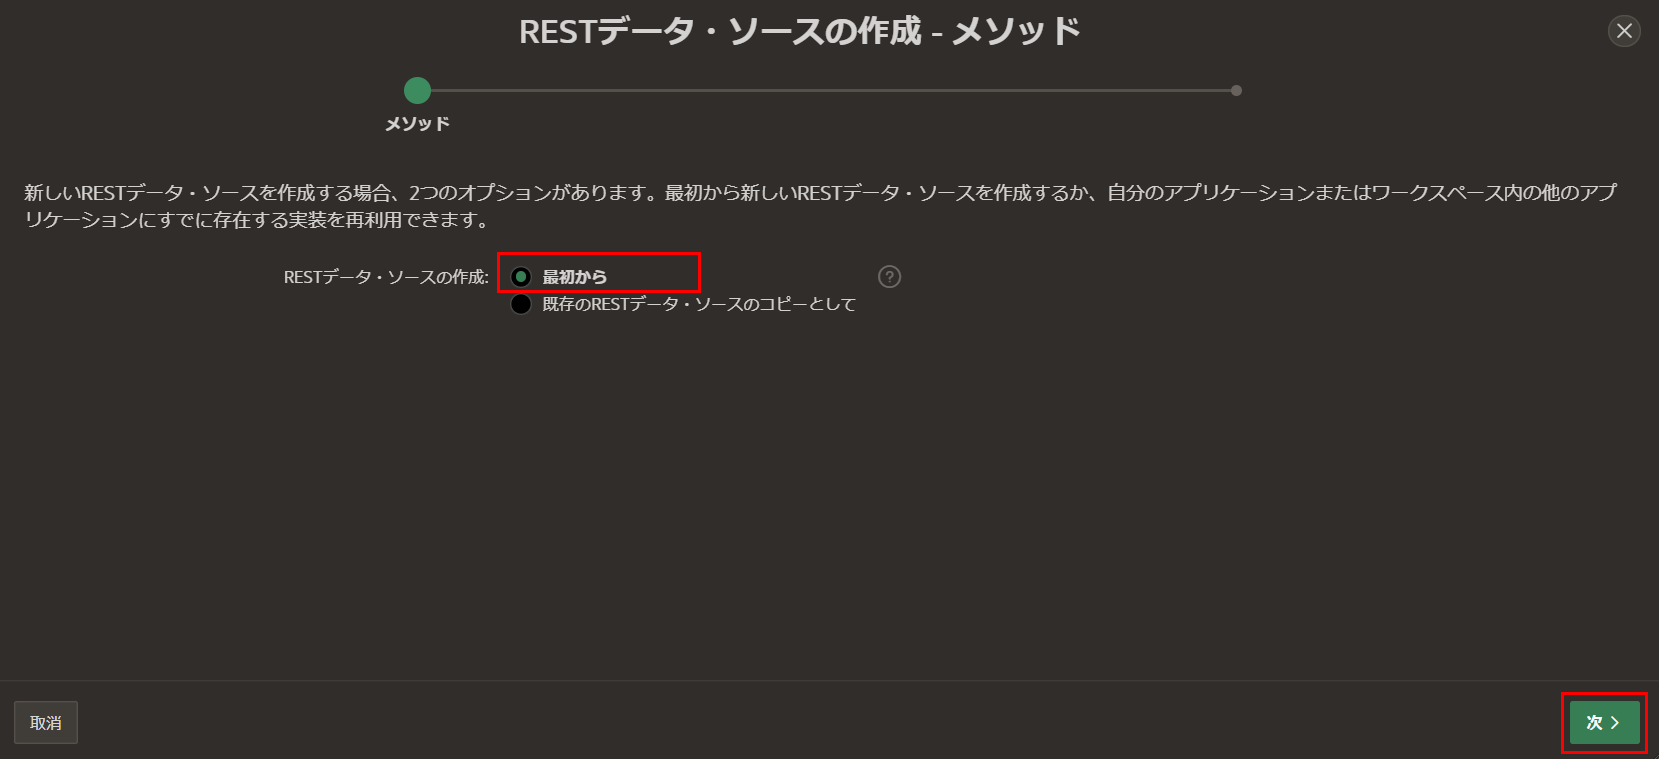 RESTデータ・ソースの作成 - メソッド
メソッド
新しいRESTデータ・ソースを作成する場合、2つのオプションがあります。最初から新しいRESTデータ・ソースを作成するか、自分のアプリケーションまたはワークスペース内の他のアプ
リケーションにすでに存在する実装を再利用できます。
RESTデータ・ソースの作成: 最初から ?
既存のRESTデータ・ソースのコピーとして
取消
次